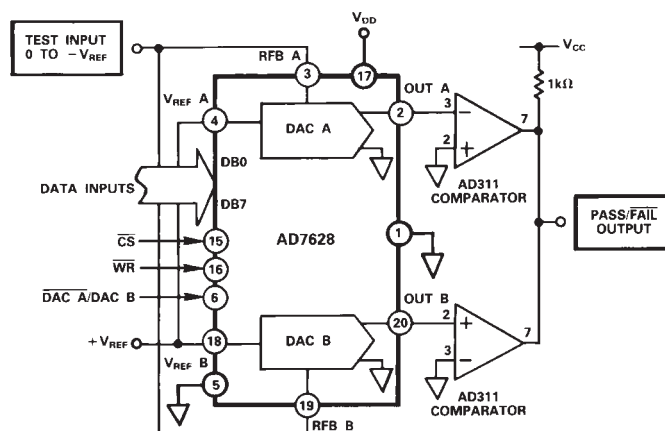 TEST INPUT
0 TO – VREF
VDD
VCC
RFB A
3
17
1kΩ
VREF A
4
DAC A
OUT A
2
3
–
2
+
7
AD311
COMPARATOR
DATA INPUTS
DB0
DB7
PASS/FAIL
OUTPUT
CS
15
AD7628
1
WR
16
DAC A/DAC B
6
OUT B
20
2
+
3
–
7
+ VREF
18
DAC B
VREF B
5
AD311
COMPARATOR
19
RFB B